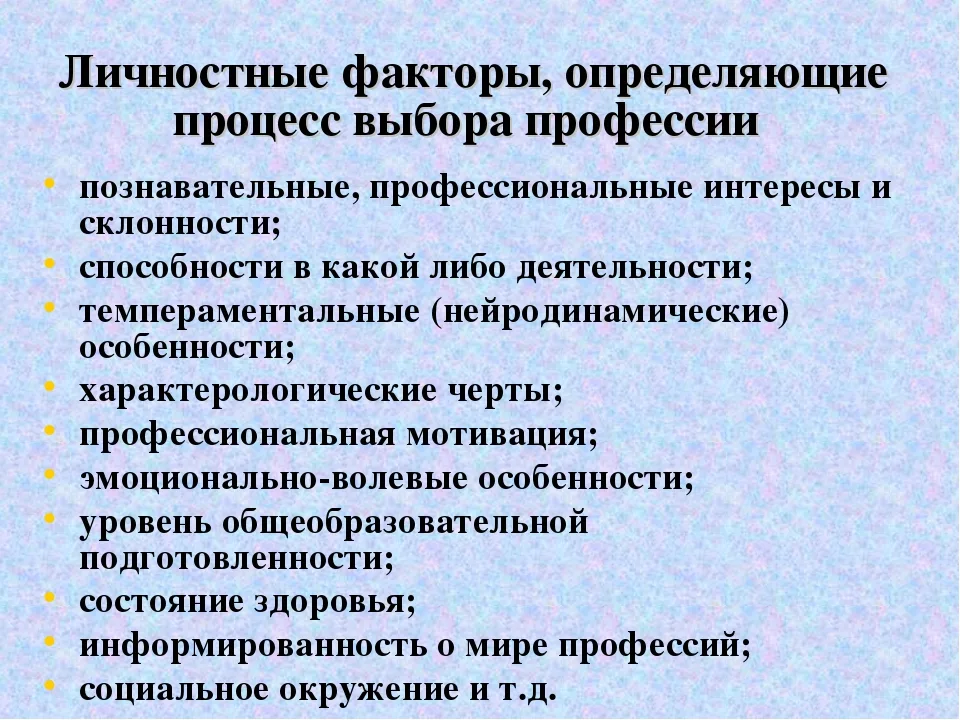 Личностные факторы, определяющие
процесс выбора профессии
• познавательные, профессиональные интересы и
склонности;
• способности в какой либо деятельности;
• темпераментальные (нейродинамические)
особенности;
• характерологические черты;
• профессиональная мотивация;
• эмоционально-волевые особенности;
• уровень общеобразовательной
подготовленности;
• состояние здоровья;
• информированность о мире профессий;
• социальное окружение и т.д.